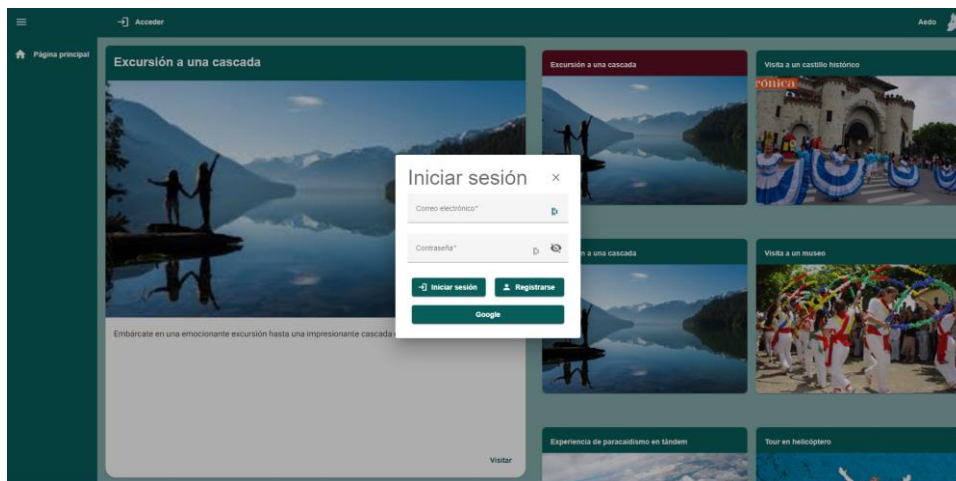 Acceder
Aedo
Página principal
Excursión a una cascada
Excursión a una cascada
Visita a un castillo histórico
rónica
Iniciar sesión
Correo electrónico*
Contraseña*
Iniciar sesión
Registrarse
Google
n a una cascada
Visita a un museo
Embárcate en una emocionante excursión hasta una impresionante cascada
Visitar
Experiencia de paracaidismo en tándem
Tour en helicóptero